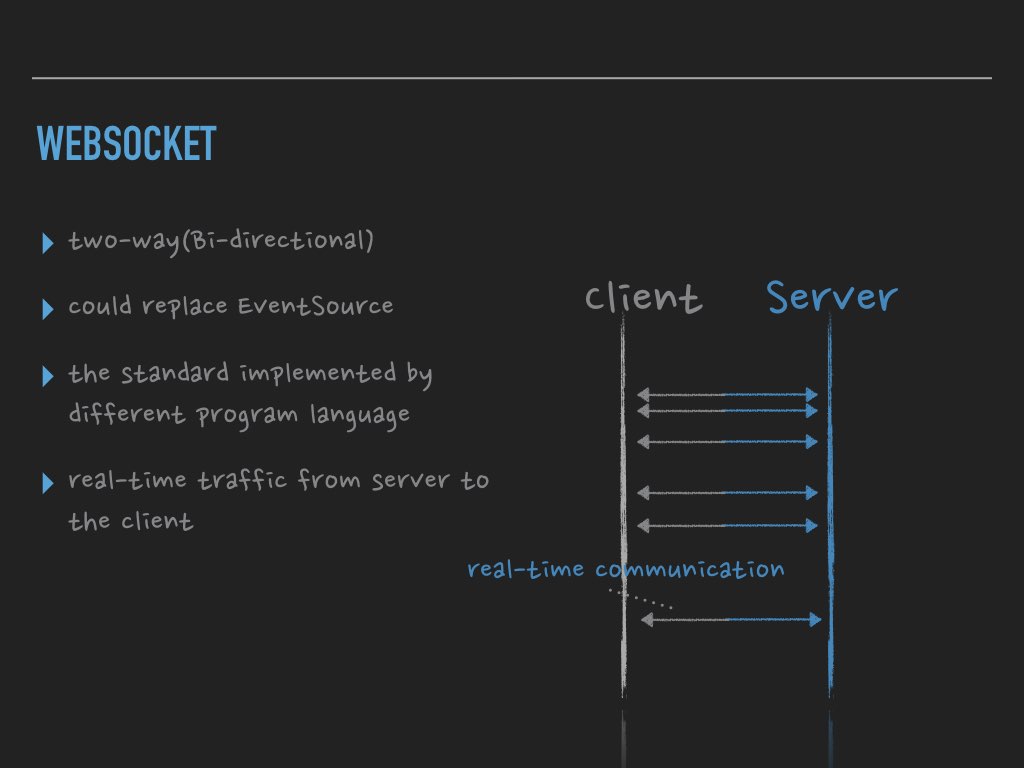 WEBSOCKET
two-way(Bi-directional)
could replace EventSource
the standard implemented by
different program language
real-time traffic from server to
the client
client
Server
real-time communication